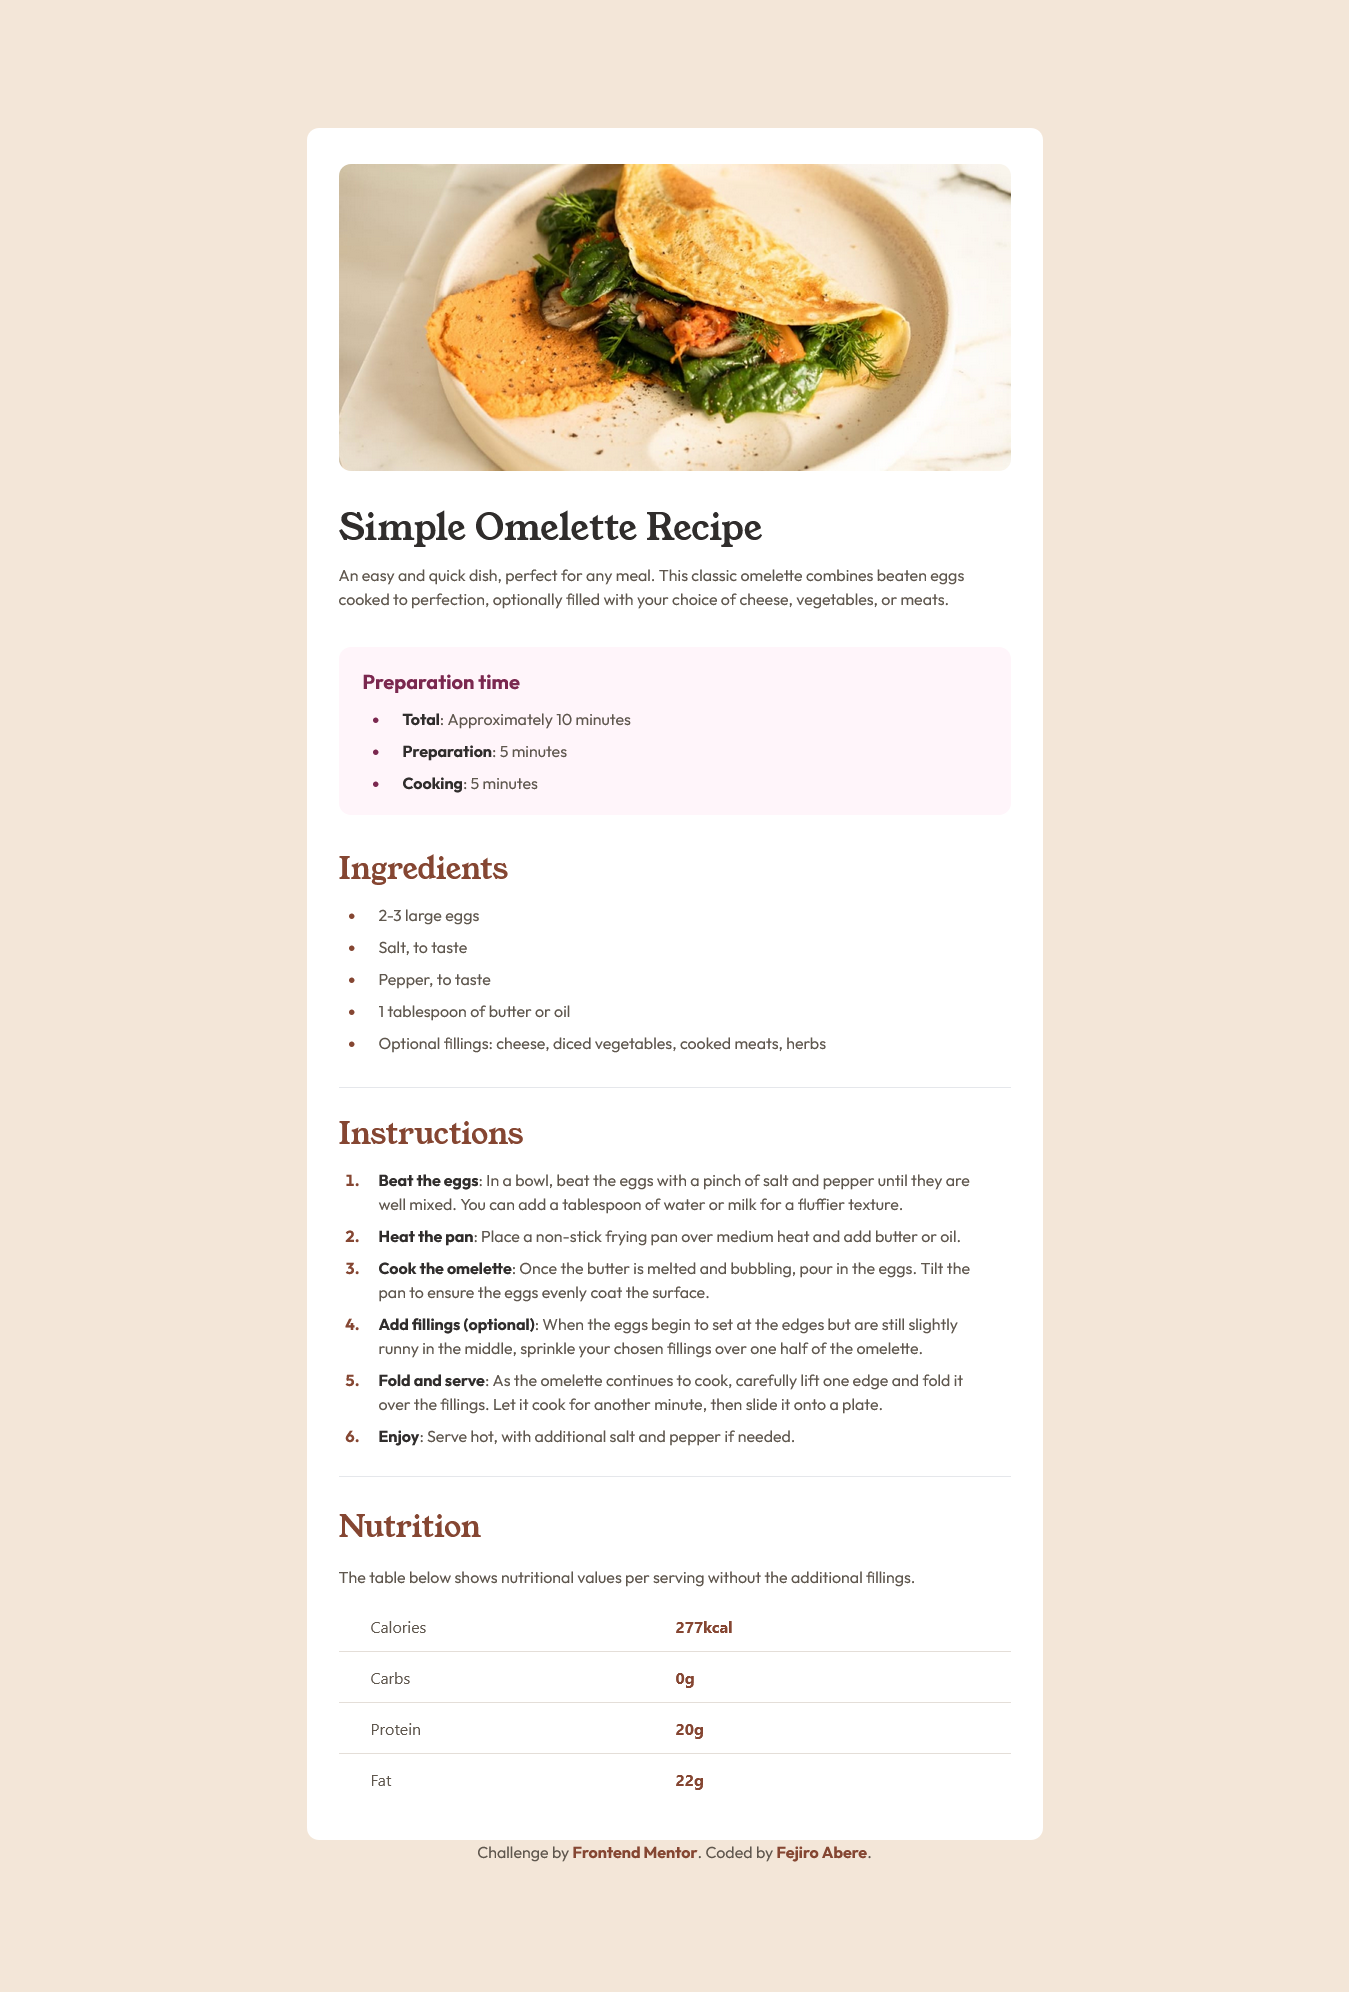 Simple Omelette Recipe
An easy and quick dish, perfect for any meal. This classic omelette combines beaten eggs
cooked to perfection, optionally filled with your choice of cheese, vegetables, or meats.
Preparation time
• Total: Approximately 10 minutes
• Preparation: 5 minutes
• Cooking: 5 minutes
Ingredients
• 2-3 large eggs
• Salt, to taste
• Pepper, to taste
• 1 tablespoon of butter or oil
• Optional fillings: cheese, diced vegetables, cooked meats, herbs
Instructions
1. Beat the eggs: In a bowl, beat the eggs with a pinch of salt and pepper until they are
well mixed. You can add a tablespoon of water or milk for a fluffier texture.
2. Heat the pan: Place a non-stick frying pan over medium heat and add butter or oil.
3. Cook the omelette: Once the butter is melted and bubbling, pour in the eggs. Tilt the
pan to ensure the eggs evenly coat the surface.
4. Add fillings (optional): When the eggs begin to set at the edges but are still slightly
runny in the middle, sprinkle your chosen fillings over one half of the omelette.
5. Fold and serve: As the omelette continues to cook, carefully lift one edge and fold it
over the fillings. Let it cook for another minute, then slide it onto a plate.
6. Enjoy: Serve hot, with additional salt and pepper if needed.
Nutrition
The table below shows nutritional values per serving without the additional fillings.
Calories 277kcal
Carbs 0g
Protein 20g
Fat 22g
Challenge by Frontend Mentor. Coded by Fejiro Abere.